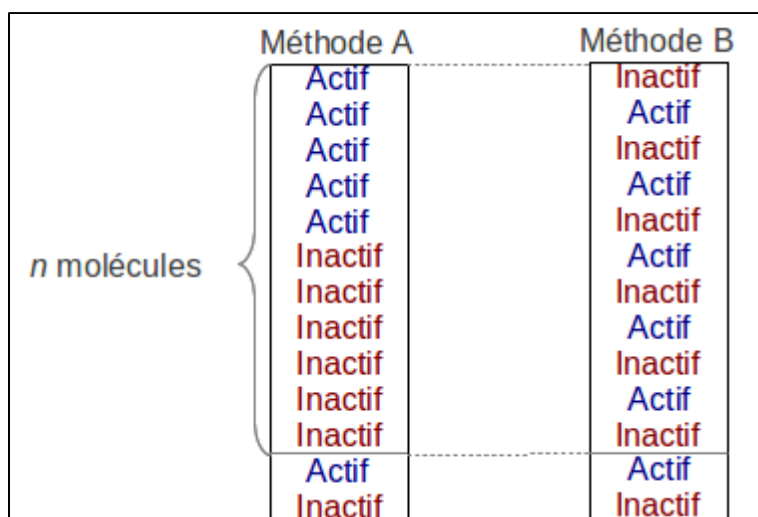 Méthode A Méthode B
Actif Inactif
Actif Actif
Actif Inactif
Actif Actif
Actif Inactif
Inactif Actif
n molécules Inactif Inactif
Inactif Actif
Inactif Inactif
Inactif Actif
Inactif Inactif
Actif Actif
Inactif Inactif